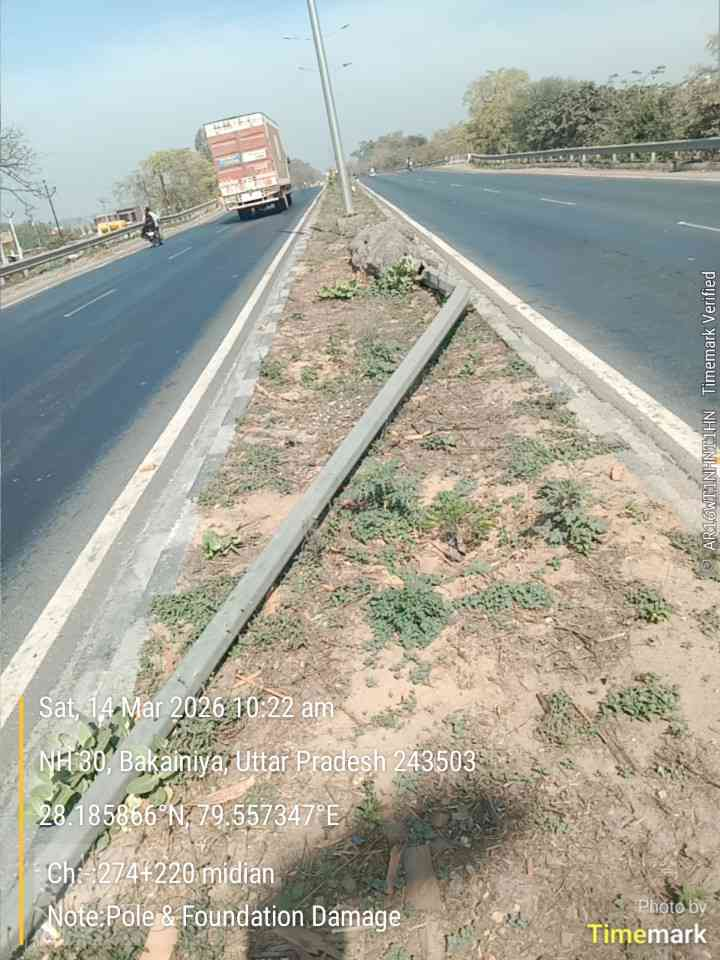 Sat, 14 Mar 2026 10:22 am
NH 30, Bakainiya, Uttar Pradesh 243503
28.185866°N, 79.557347°E
Ch:-274+220 midian
Note:Pole & Foundation Damage
Photo by
Timemark
Timemark Verified